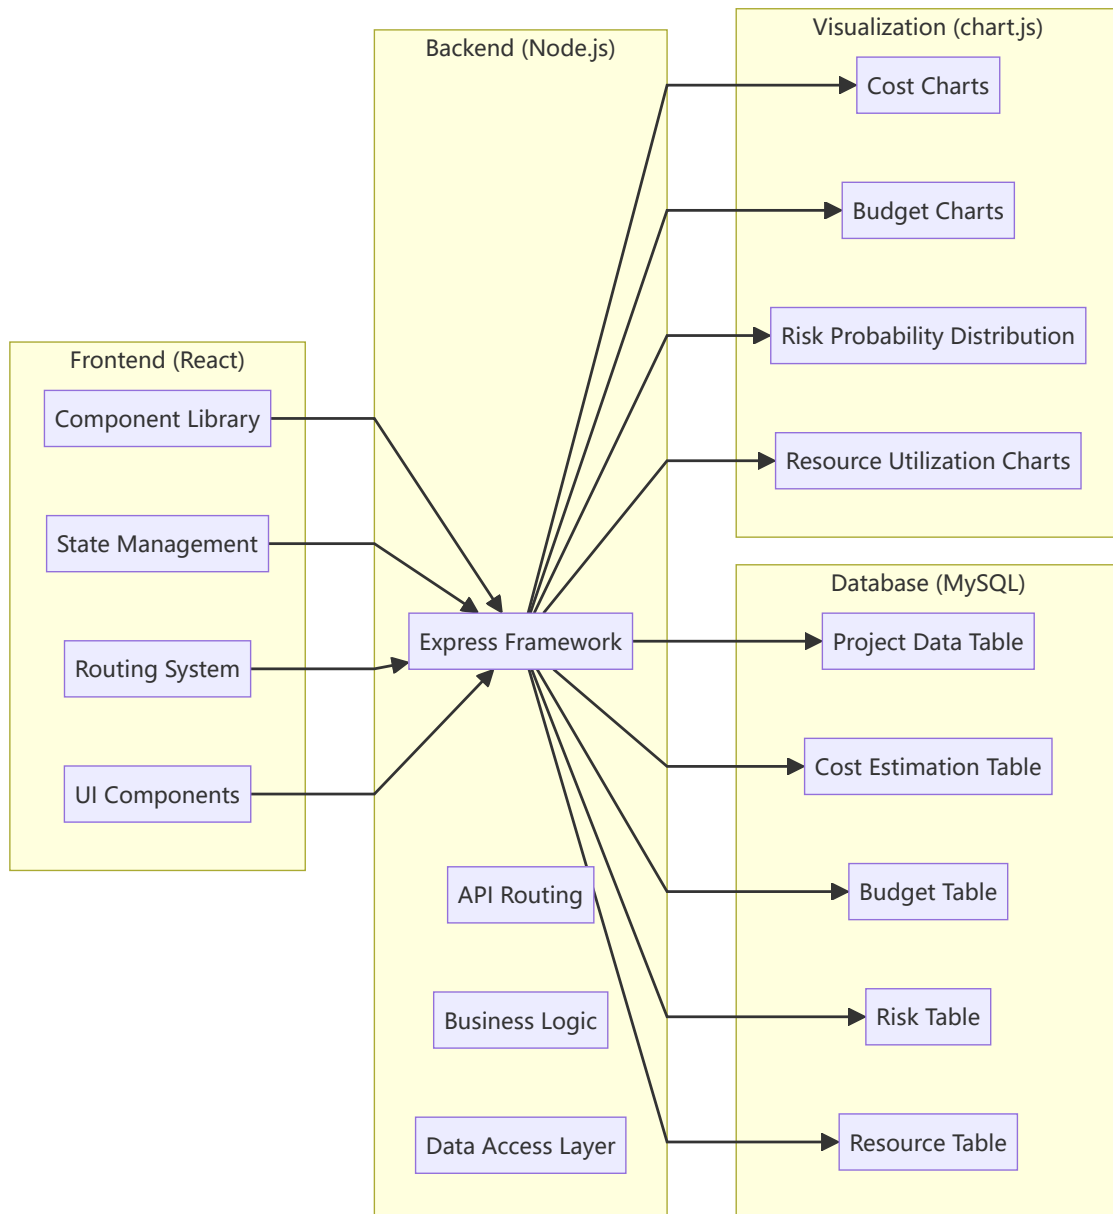 Frontend (React)
Component Library
State Management
Routing System
UI Components
Backend (Node.js)
Express Framework
API Routing
Business Logic
Data Access Layer
Visualization (chart.js)
Cost Charts
Budget Charts
Risk Probability Distribution
Resource Utilization Charts
Database (MySQL)
Project Data Table
Cost Estimation Table
Budget Table
Risk Table
Resource Table